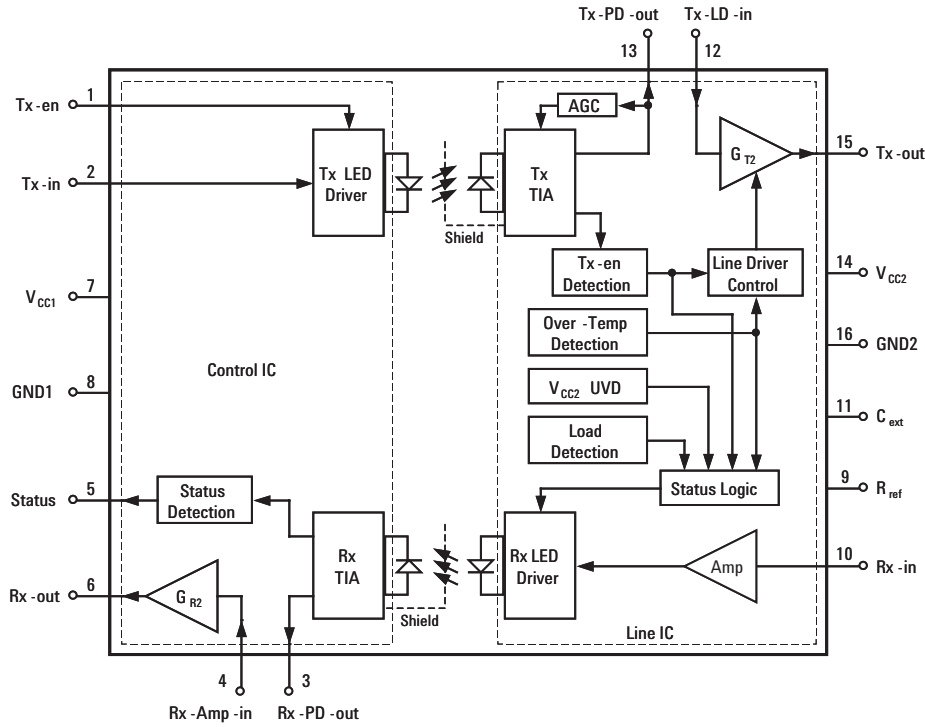 Tx-PD-out Tx-LD-in
13 12
Tx-en 1
AGC
Tx-in 2
Tx LED
Driver
Tx
TIA
G T2
15 Tx-out
Shield
Tx-en
Detection
Line Driver
Control
14 VCC2
VCC1 7
Over -Temp
Detection
16 GND2
Control IC
GND1 8
VCC2 UVD
11 C ext
Load
Detection
Status 5
Status
Detection
Status Logic
9 R ref
Rx
TIA
Rx LED
Driver
Amp
10 Rx-in
Rx-out 6
G R2
Shield
Line IC
4 3
Rx-Amp-in Rx-PD-out